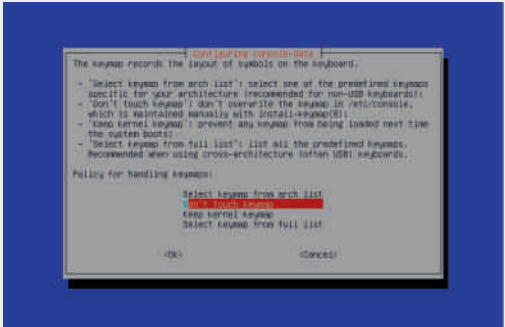 Configuring console-data
The keymap records the layout of symbols on the keyboard.
- 'Select keymap from arch list': select one of the predefined keymaps
specific for your architecture (recommended for non-USB keyboards);
- 'Don't touch keymap': don't overwrite the keymap in /etc/console,
which is maintained manually with install-keymap(8);
- 'Keep kernel keymap': prevent any keymap from being loaded next time
the system boots;
- 'Select keymap from full list': list all the predefined keymaps.
Recommended when using cross-architecture (often USB) keyboards.
Policy for handling keymaps:
Select keymap from arch list
Don't touch keymap
Keep kernel keymap
Select keymap from full list
<Ok> <Cancel>